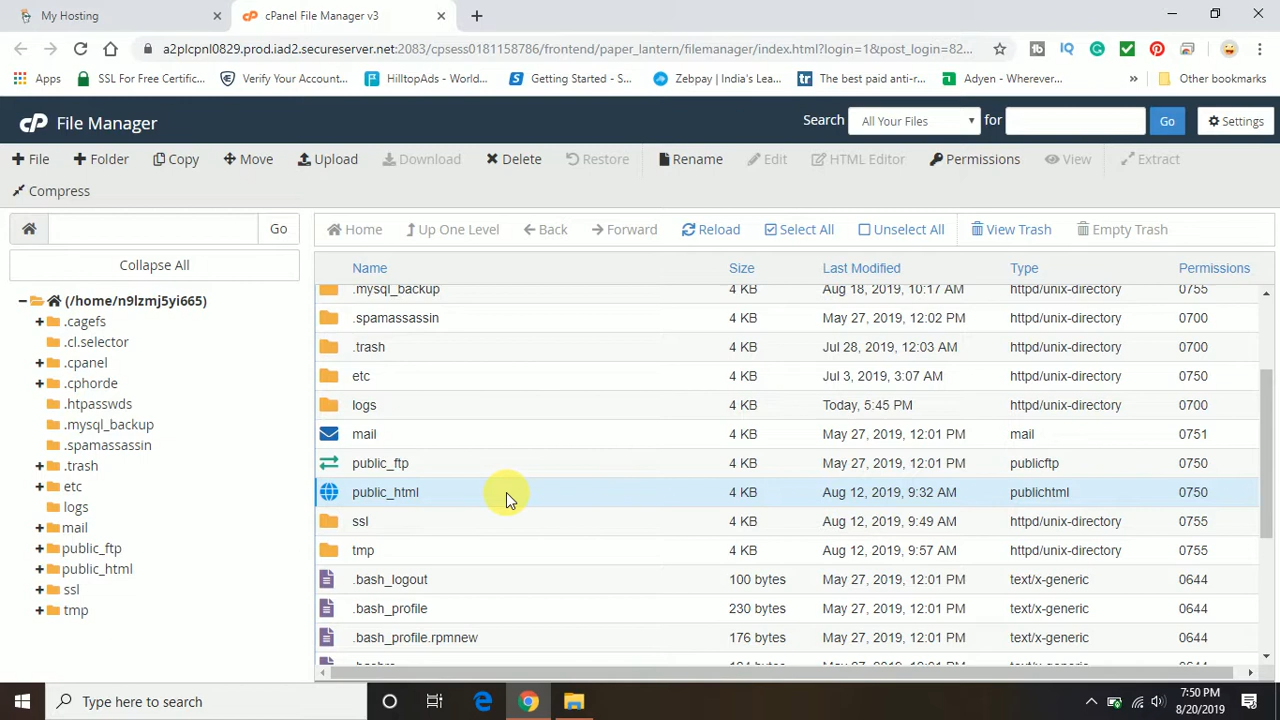 My Hosting
cPanel File Manager v3
a2plcpnl0829.prod.iad2.secureserver.net:2083/cpsess0181158786/frontend/paper_lantern/filemanager/index.html?login=1&post_login=82...
Apps SSL For Free Certific... Verify Your Account... HilltopAds - World... Getting Started - S... Zebpay | India's Lea... The best paid anti-r... Adyen - Wherever... » Other bookmarks
cP File Manager Search All Your Files for Go Settings
File Folder Copy Move Upload Download Delete Restore Rename Edit HTML Editor Permissions View Extract
Compress
Go Home Up One Level Back Forward Reload Select All Unselect All View Trash Empty Trash
Collapse All
(/home/n9lzmj5yi665)
.cagefs
.cl.selector
.cpanel
.cphorde
.htpasswds
.mysql_backup
.spamassassin
.trash
etc
logs
mail
public_ftp
public_html
ssl
tmp
Name Size Last Modified Type Permissions
.mysql_backup 4 KB Aug 18, 2019, 10:17 AM httpd/unix-directory 0755
.spamassassin 4 KB May 27, 2019, 12:02 PM httpd/unix-directory 0700
.trash 4 KB Jul 28, 2019, 12:03 AM httpd/unix-directory 0700
etc 4 KB Jul 3, 2019, 3:07 AM httpd/unix-directory 0750
logs 4 KB Today, 5:45 PM httpd/unix-directory 0700
mail 4 KB May 27, 2019, 12:01 PM mail 0751
public_ftp 4 KB May 27, 2019, 12:01 PM publicftp 0750
public_html 4 KB Aug 12, 2019, 9:32 AM publichtml 0750
ssl 4 KB Aug 12, 2019, 9:49 AM httpd/unix-directory 0755
tmp 4 KB Aug 12, 2019, 9:57 AM httpd/unix-directory 0755
.bash_logout 100 bytes May 27, 2019, 12:01 PM text/x-generic 0644
.bash_profile 230 bytes May 27, 2019, 12:01 PM text/x-generic 0644
.bash_profile.rpmnew 176 bytes May 27, 2019, 12:01 PM text/x-generic 0644
Type here to search
7:50 PM
8/20/2019